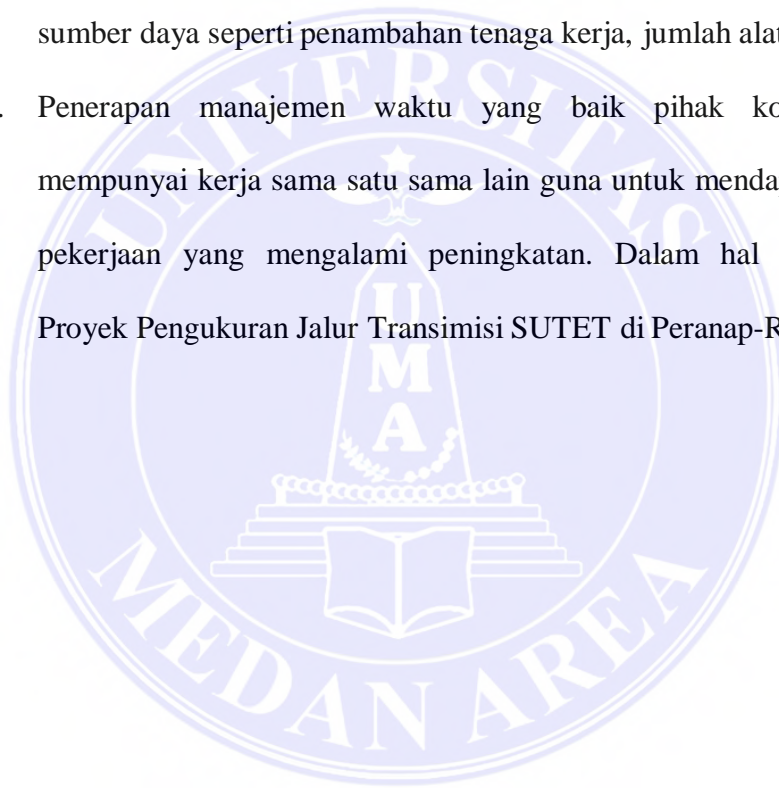 sumber daya seperti penambahan tenaga kerja, jumlah alat
. Penerapan manajemen waktu yang baik pihak ko
mempunyai kerja sama satu sama lain guna untuk menda
pekerjaan yang mengalami peningkatan. Dalam hal
Proyek Pengukuran Jalur Transimisi SUTET di Peranap-R
UNIVERSITAS
UMA
MEDAN AREA